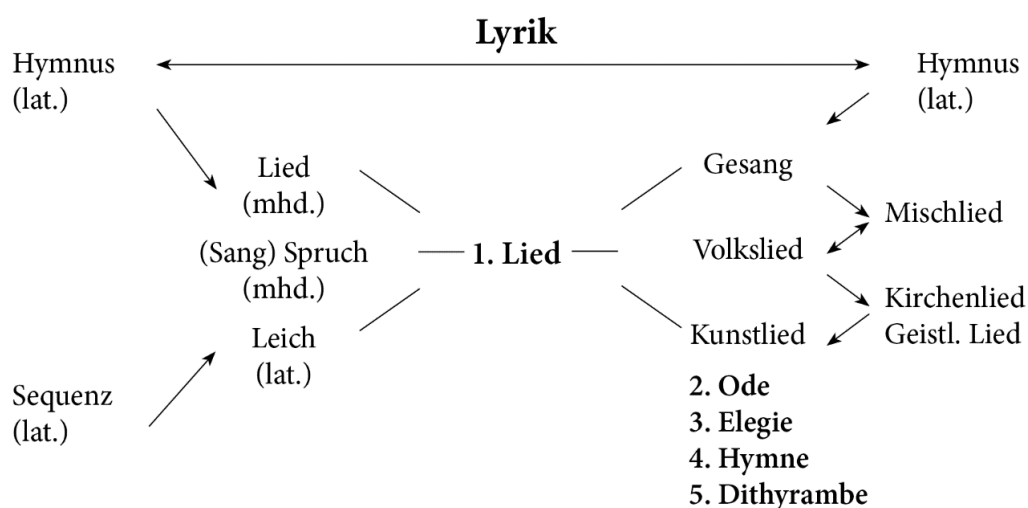 Lyrik
Hymnus
(lat.)
Hymnus
(lat.)
Lied
(mhd.)
(Sang) Spruch
(mhd.)
Leich
(lat.)
Sequenz
(lat.)
1. Lied
Gesang
Volkslied
Kunstlied
Mischlied
Kirchenlied
Geistl. Lied
2. Ode
3. Elegie
4. Hymne
5. Dithyrambe